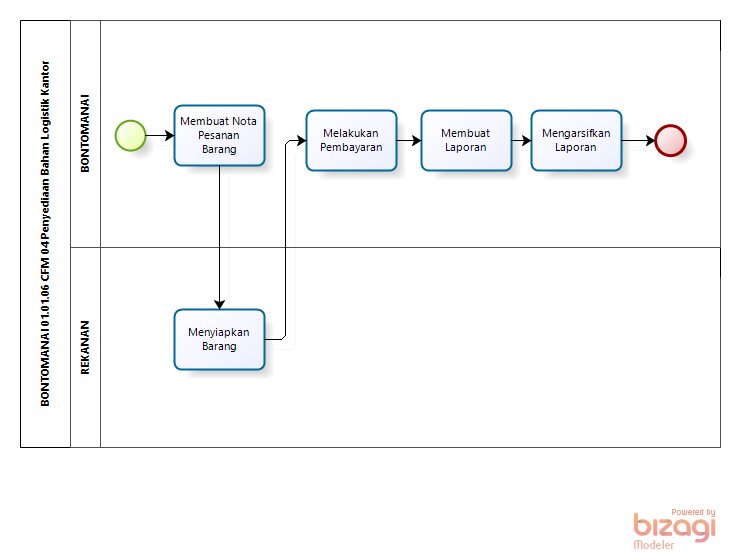 BONTOMANAI 01.01.06 CFM 04 Penyediaan Bahan Logistik Kantor
BONTOMANAI
Membuat Nota
Pesanan
Barang
Melakukan
Pembayaran
Membuat
Laporan
Mengarsifkan
Laporan
REKANAN
Menyiapkan
Barang
Powered by
bizagi
Modeler